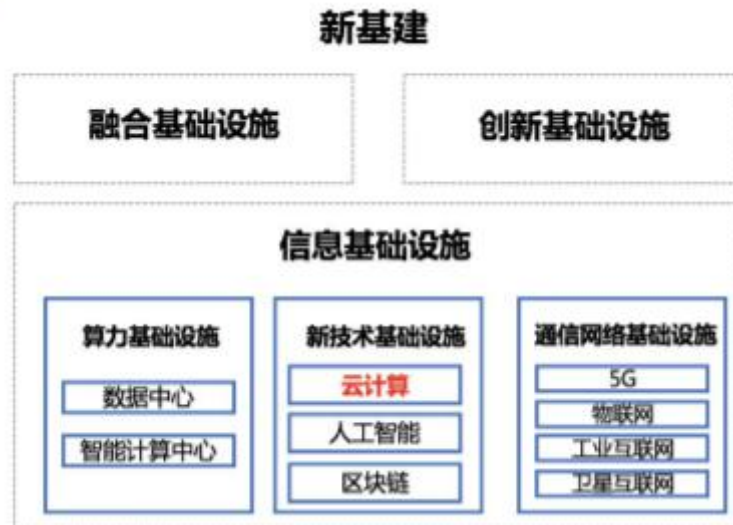 新基建
融合基础设施
创新基础设施
信息基础设施
算力基础设施
数据中心
智能计算中心
新技术基础设施
云计算
人工智能
区块链
通信网络基础设施
5G
物联网
工业互联网
卫星互联网